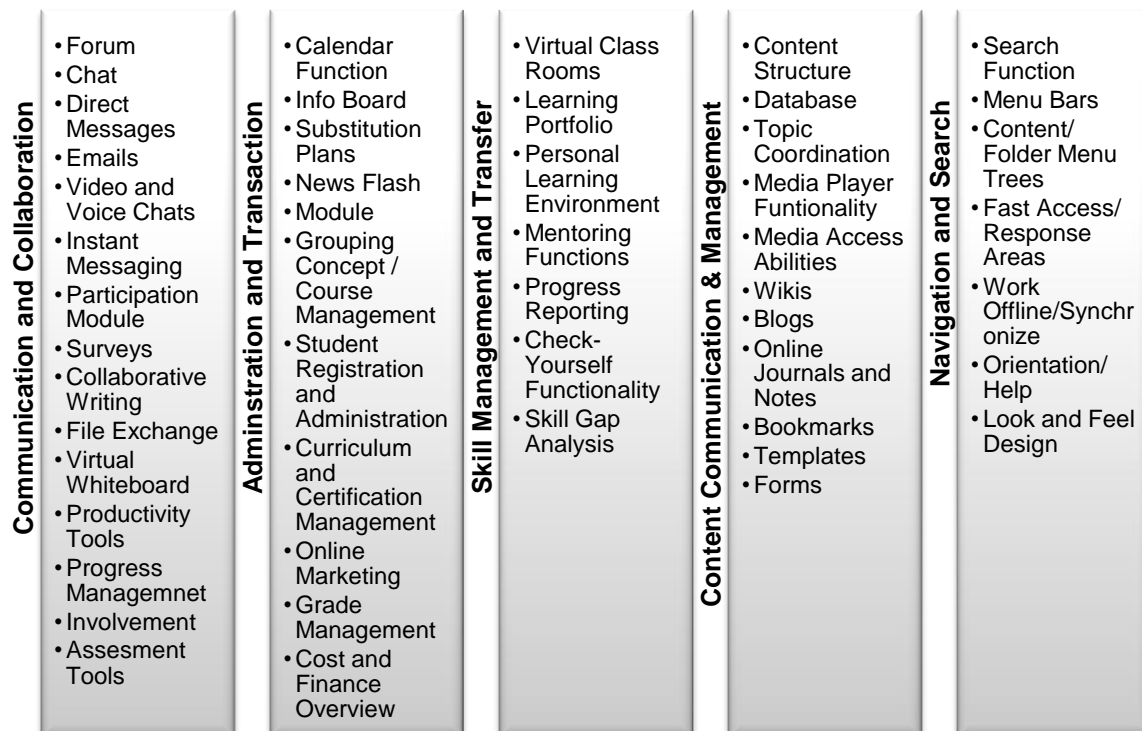 Communication and Collaboration
• Forum
• Chat
• Direct
Messages
• Emails
• Video and
Voice Chats
• Instant
Messaging
• Participation
Module
• Surveys
• Collaborative
Writing
• File Exchange
• Virtual
Whiteboard
• Productivity
Tools
• Progress
Managemnet
• Involvement
• Assesment
Tools
Adminstration and Transaction
• Calendar
Function
• Info Board
• Substitution
Plans
• News Flash
• Module
• Grouping
Concept /
Course
Management
• Student
Registration
and
Administration
• Curriculum
and
Certification
Management
• Online
Marketing
• Grade
Management
• Cost and
Finance
Overview
Skill Management and Transfer
• Virtual Class
Rooms
• Learning
Portfolio
• Personal
Learning
Environment
• Mentoring
Functions
• Progress
Reporting
• Check-
Yourself
Functionality
• Skill Gap
Analysis
Content Communication & Management
• Content
Structure
• Database
• Topic
Coordination
• Media Player
Funtionality
• Media Access
Abilities
• Wikis
• Blogs
• Online
Journals and
Notes
• Bookmarks
• Templates
• Forms
Navigation and Search
• Search
Function
• Menu Bars
• Content/
Folder Menu
Trees
• Fast Access/
Response
Areas
• Work
Offline/Synchr
onize
• Orientation/
Help
• Look and Feel
Design